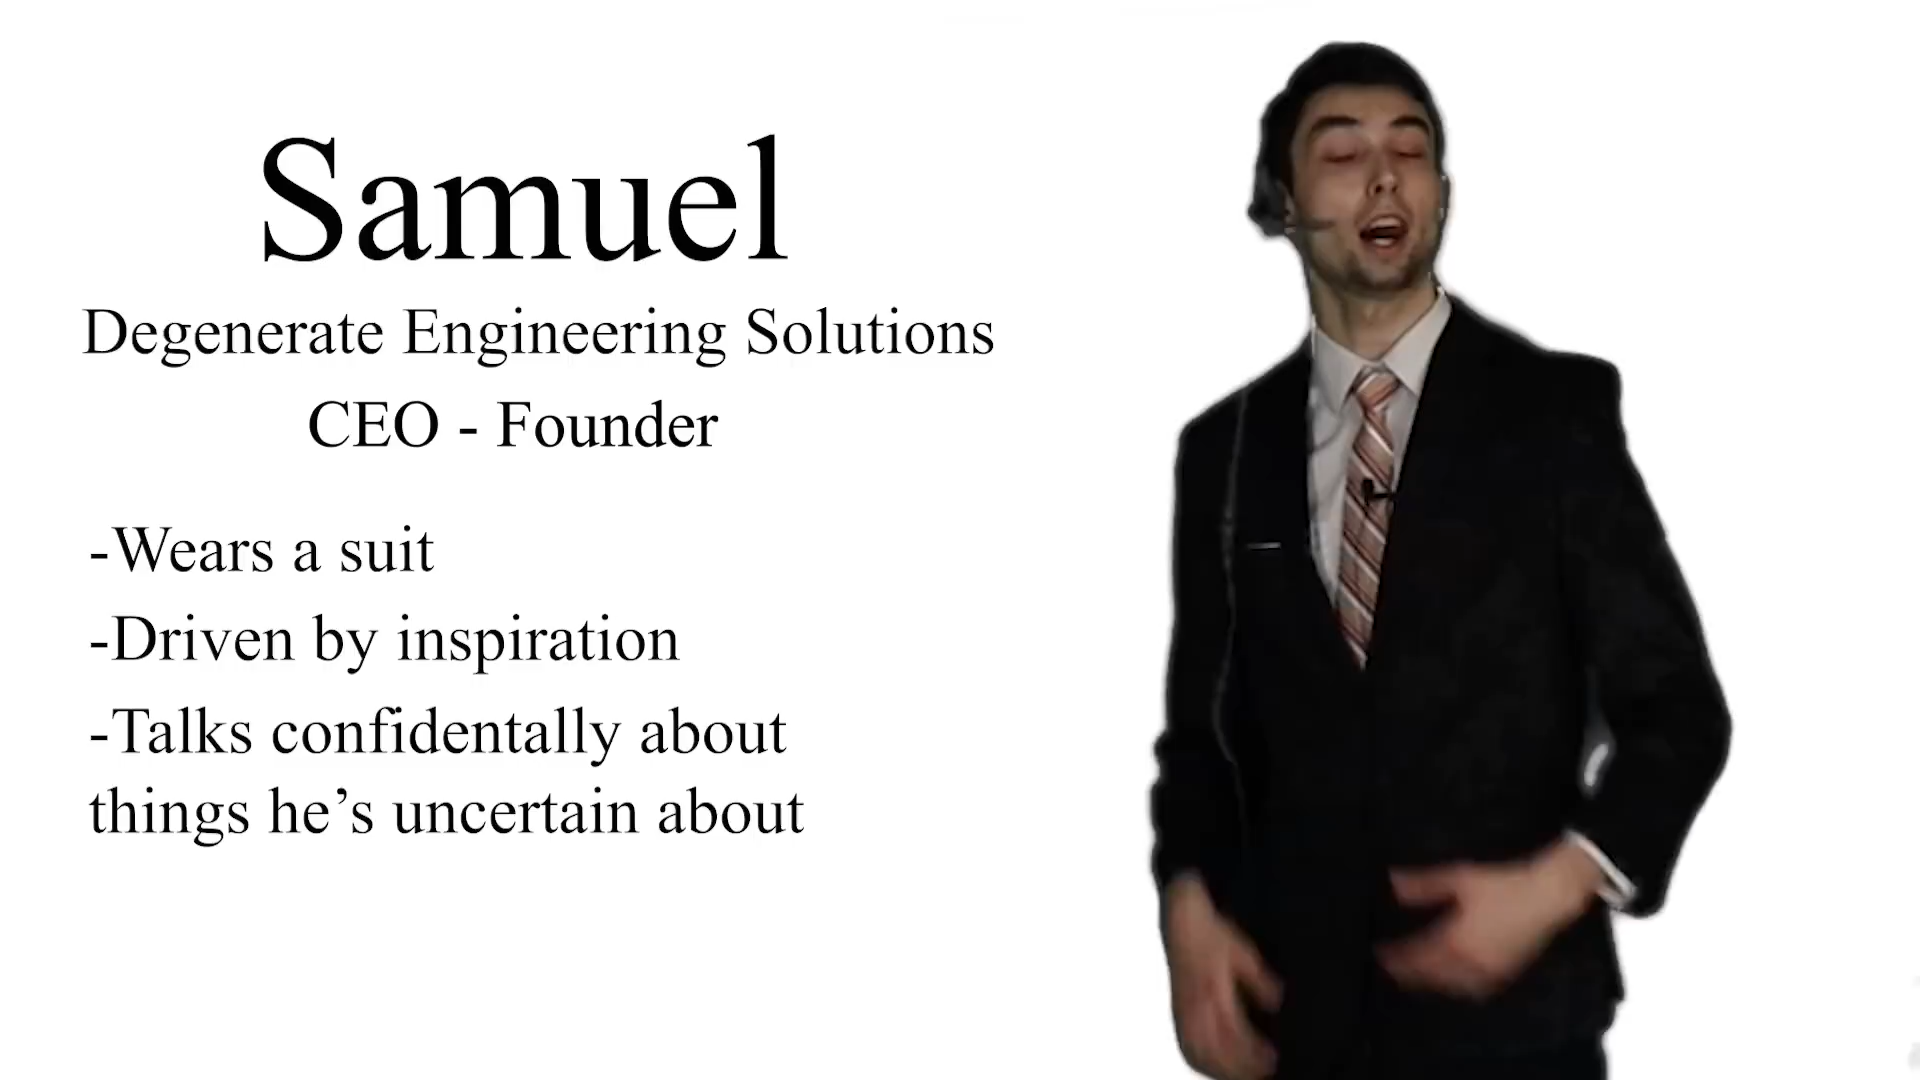 Samuel
Degenerate Engineering Solutions
CEO - Founder
-Wears a suit
-Driven by inspiration
-Talks confidentally about
things he’s uncertain about